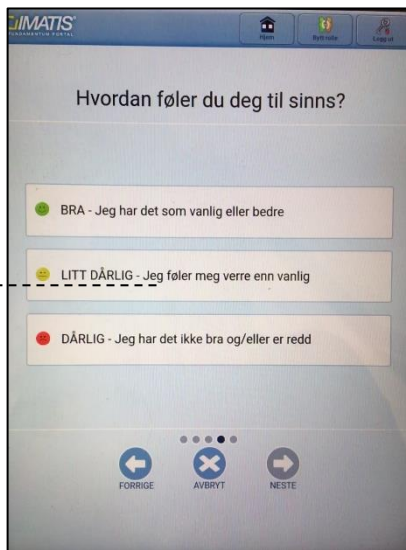 IMATIS
FUNDAMENTUM PORTAL
Hjem
Bytt rolle
Logg ut
Hvordan føler du deg til sinns?
BRA - Jeg har det som vanlig eller bedre
LITT DÅRLIG - Jeg føler meg verre enn vanlig
DÅRLIG - Jeg har det ikke bra og/eller er redd
FORRIGE
AVBRYT
NESTE